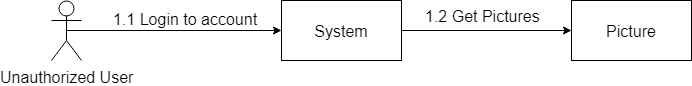 1.1 Login to account
System
1.2 Get Pictures
Picture
Unauthorized User